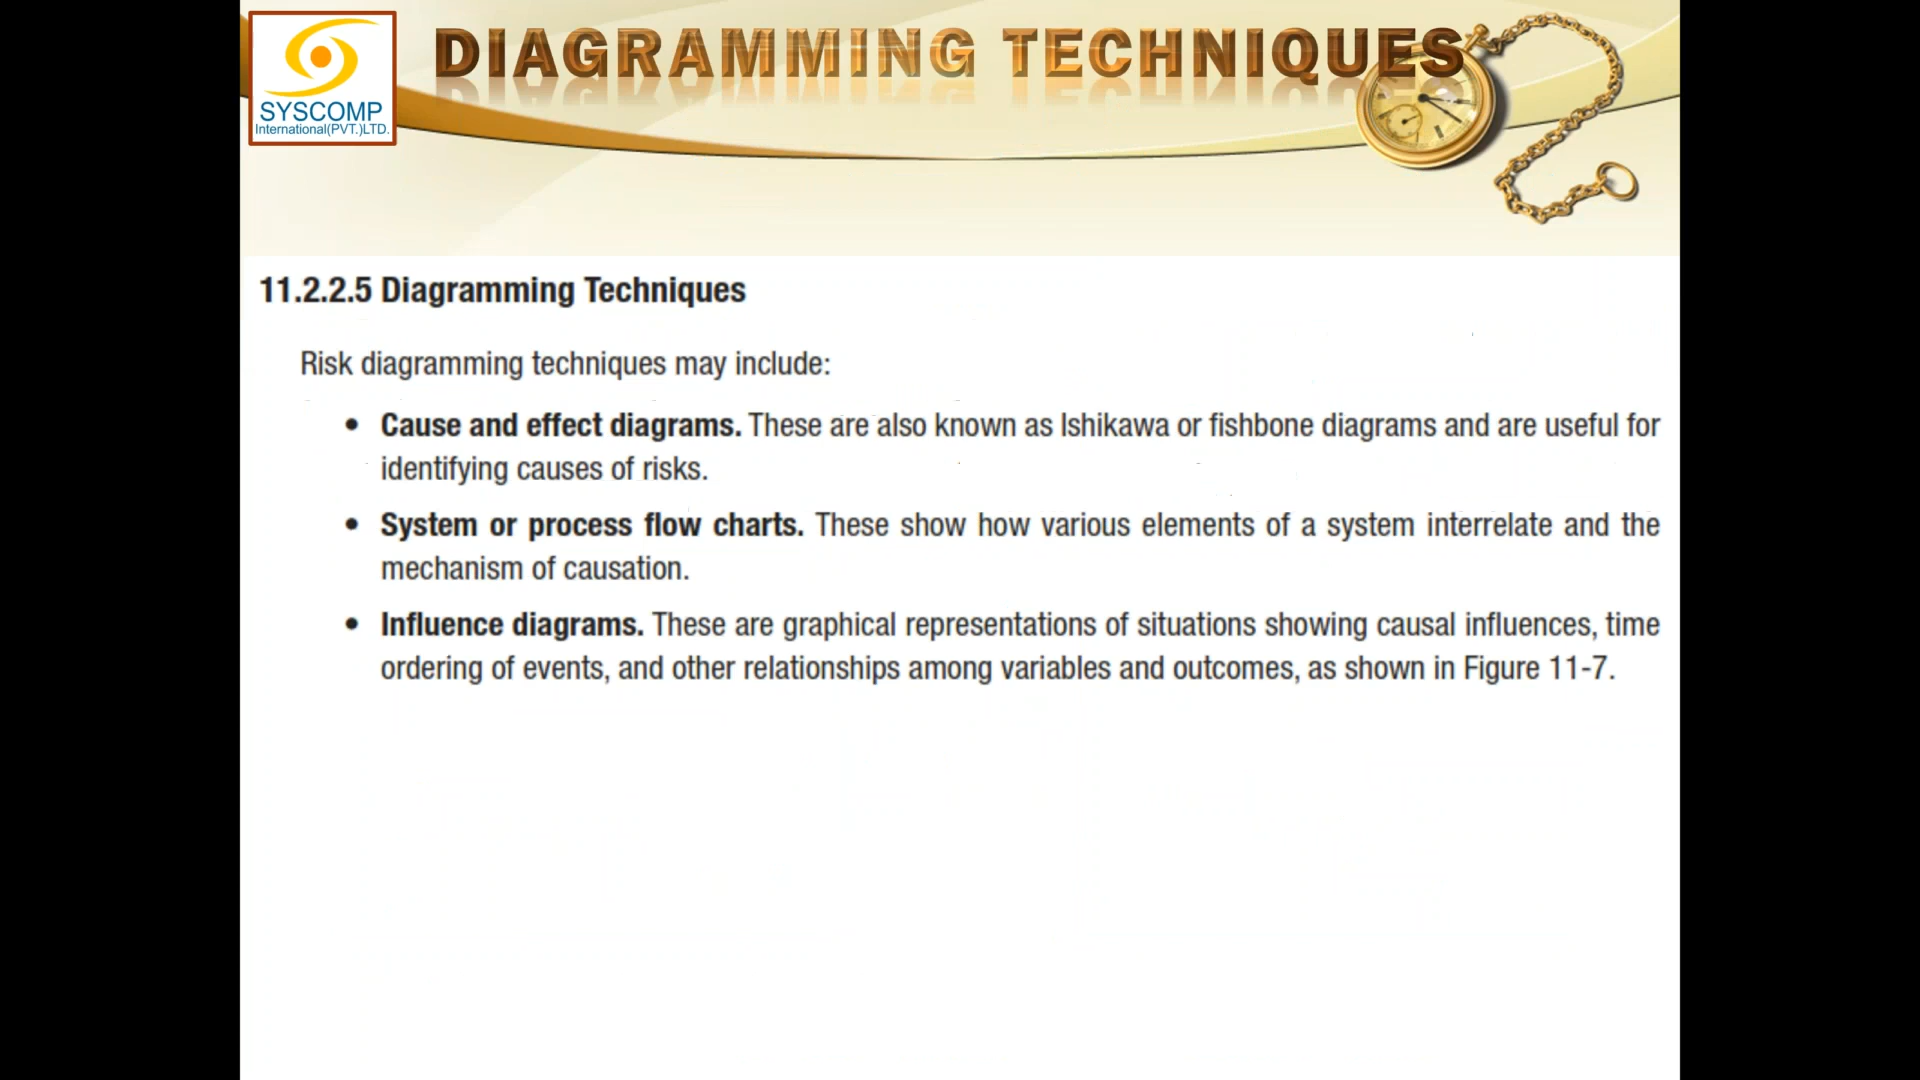 DIAGRAMMING TECHNIQUES
SYSCOMP
International(PVT.)LTD.
11.2.2.5 Diagramming Techniques
Risk diagramming techniques may include:
• Cause and effect diagrams. These are also known as Ishikawa or fishbone diagrams and are useful for
identifying causes of risks.
• System or process flow charts. These show how various elements of a system interrelate and the
mechanism of causation.
• Influence diagrams. These are graphical representations of situations showing causal influences, time
ordering of events, and other relationships among variables and outcomes, as shown in Figure 11-7.